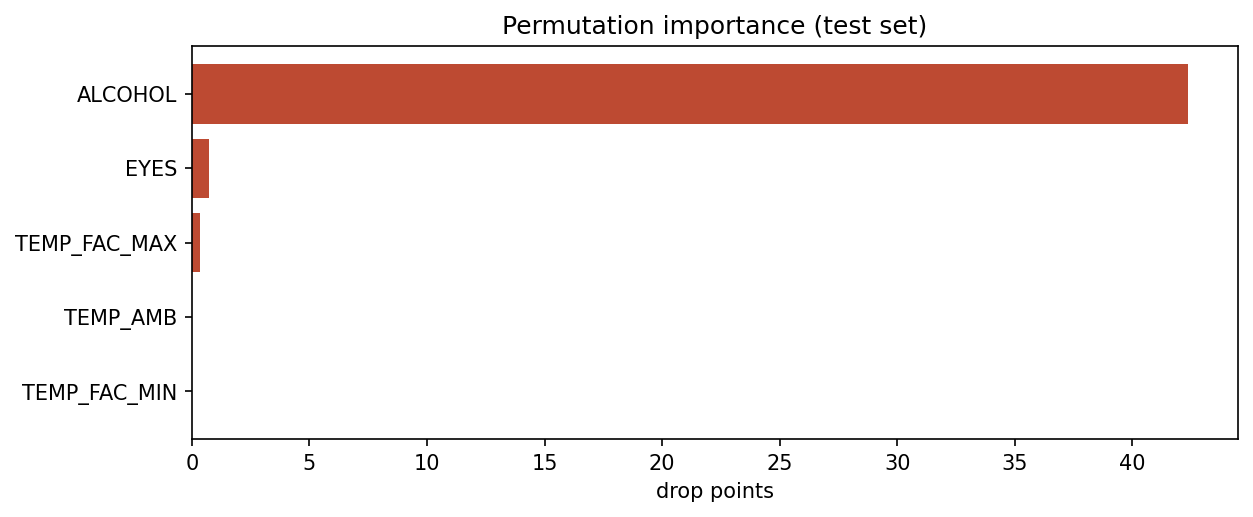 Permutation importance (test set)
ALCOHOL
EYES
TEMP_FAC_MAX
TEMP_AMB
TEMP_FAC_MIN
0 5 10 15 20 25 30 35 40
drop points